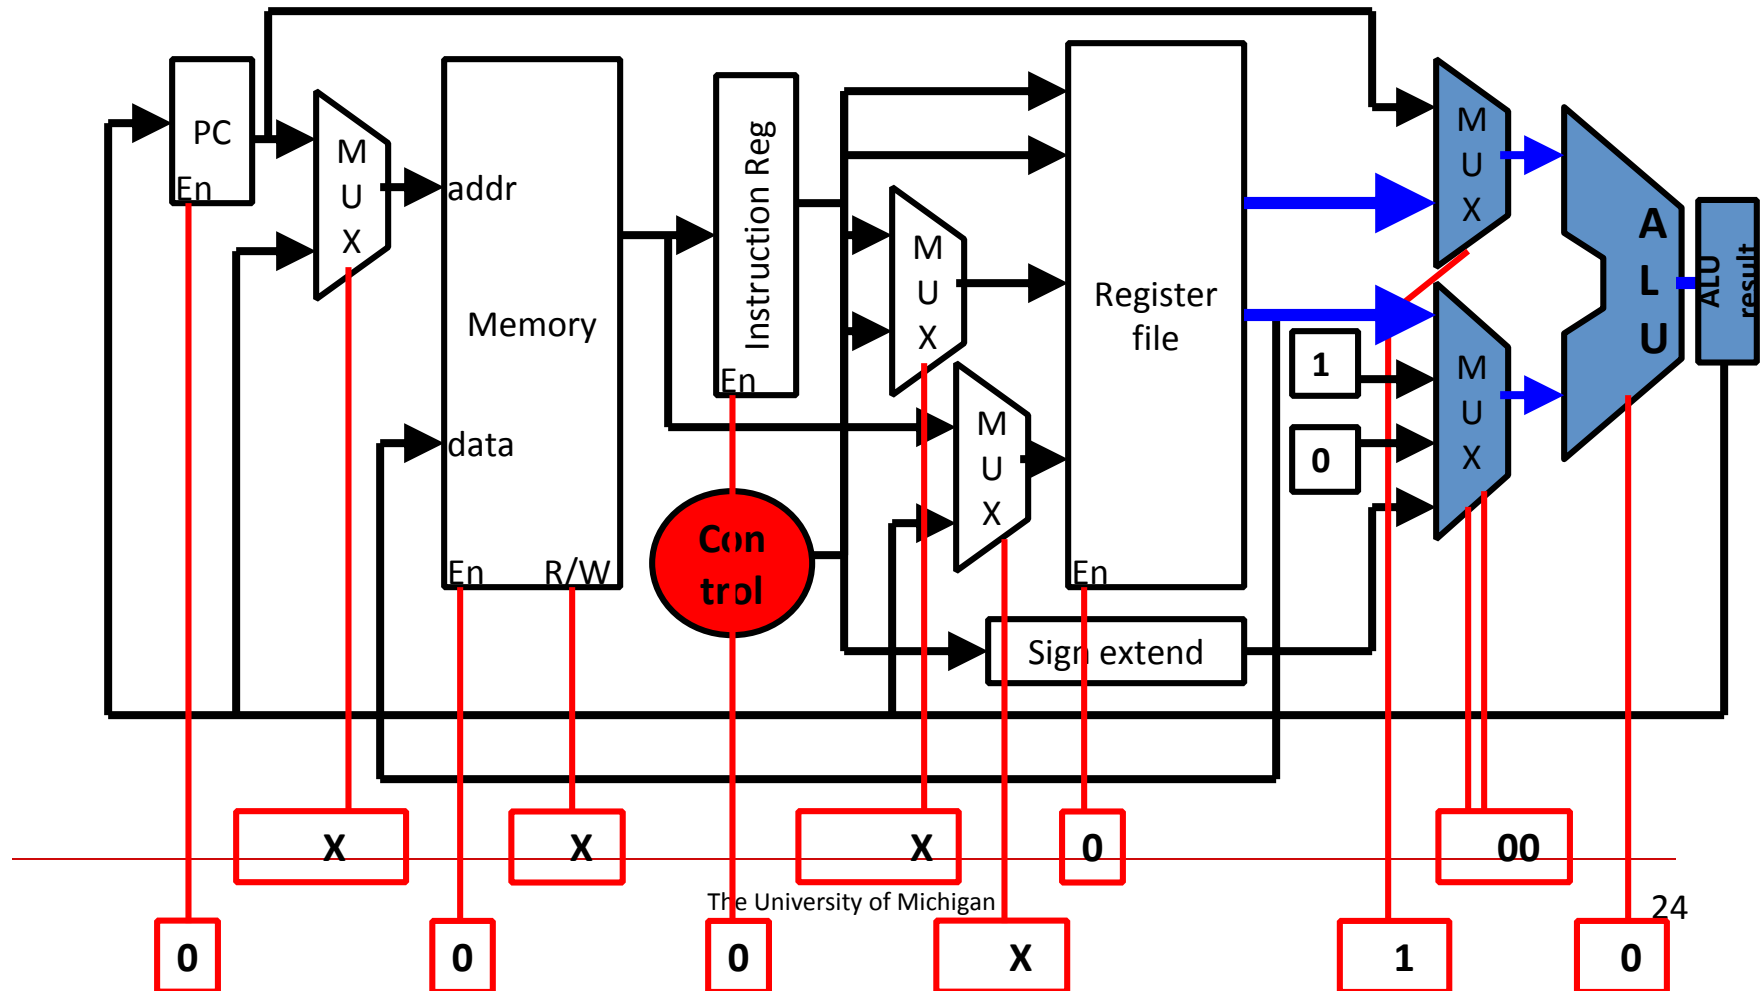 PC
En
M
U
X
addr
Memory
data
En R/W
Instruction Reg
En
Con
trol
M
U
X
M
U
X
Register
file
En
Sign extend
1
0
M
U
X
M
U
X
A
L
U
ALU
result
X
X
X
0
00
The University of Michigan
24
0
0
0
X
1
0